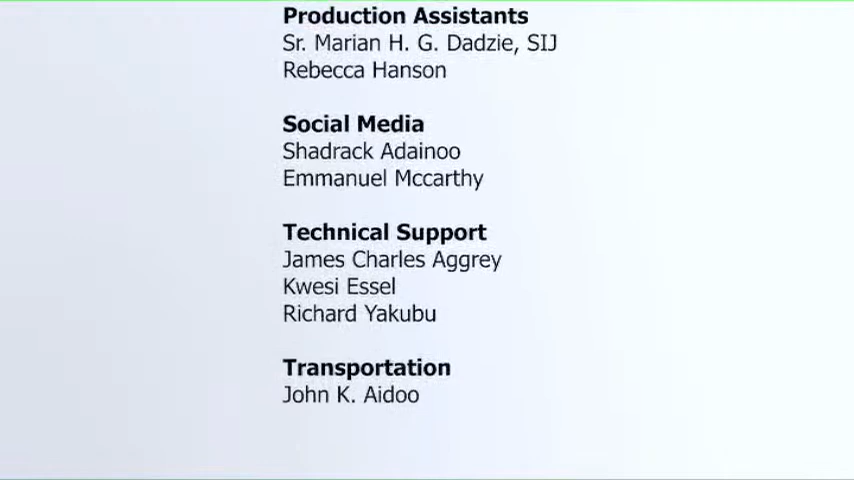 Production Assistants
Sr. Marian H. G. Dadzie, SIJ
Rebecca Hanson
Social Media
Shadrack Adainoo
Emmanuel Mccarthy
Technical Support
James Charles Aggrey
Kwesi Essel
Richard Yakubu
Transportation
John K. Aidoo